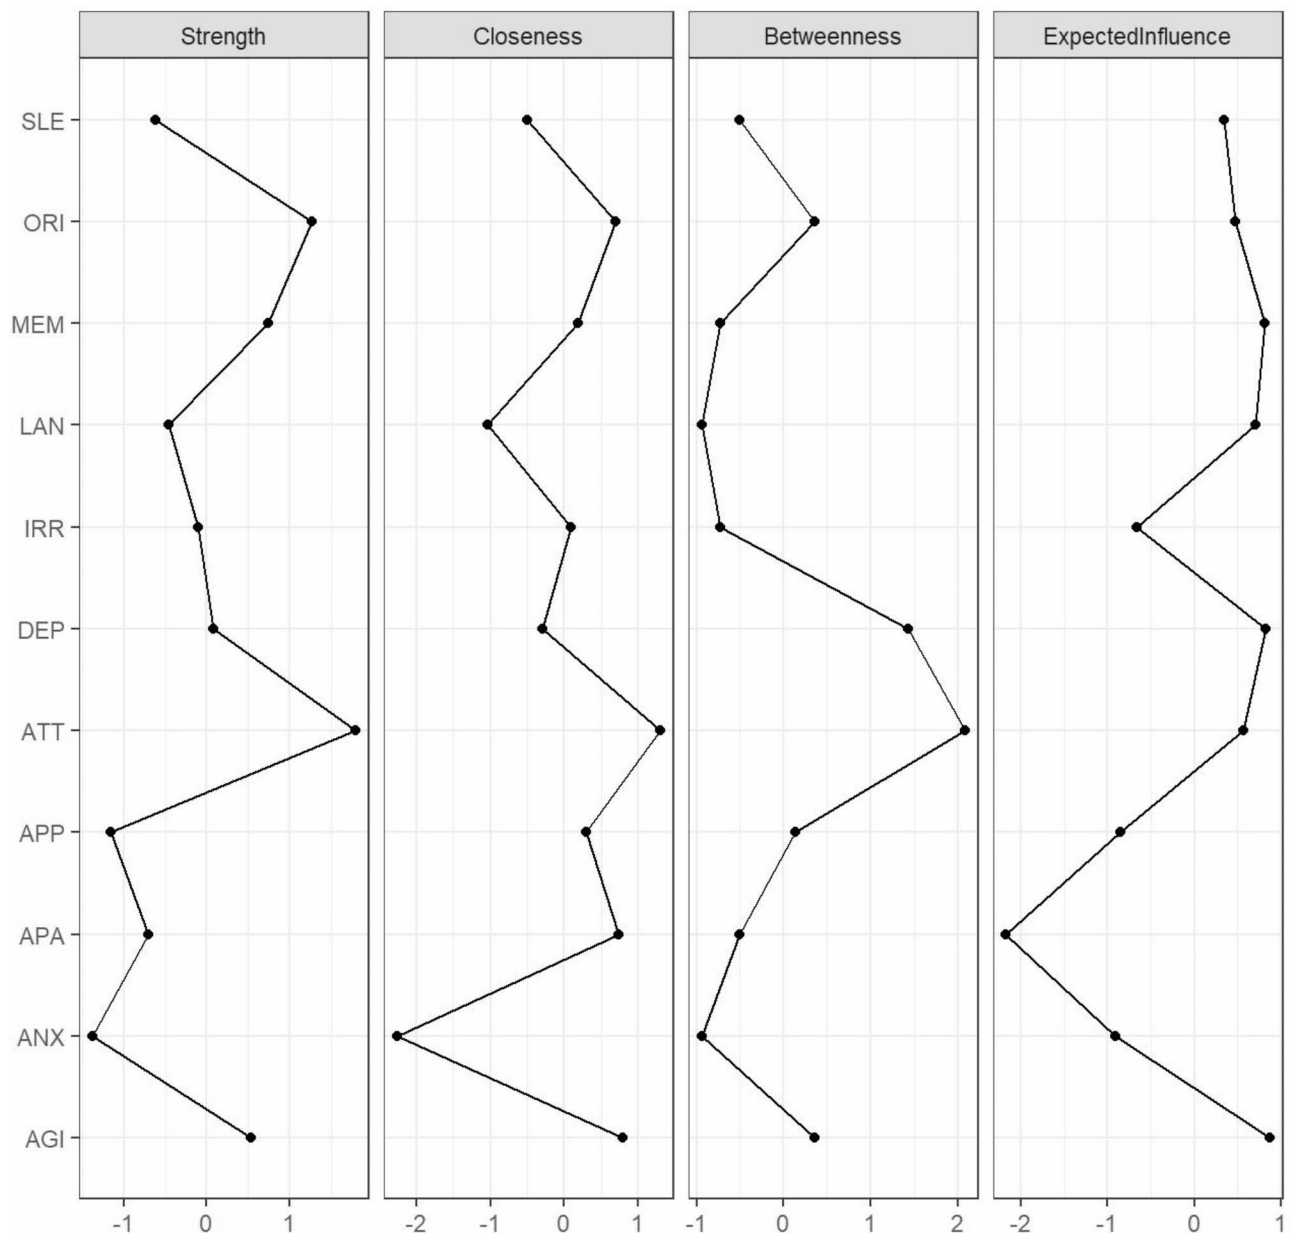 Strength Closeness Betweenness ExpectedInfluence
SLE
ORI
MEM
LAN
IRR
DEP
ATT
APP
APA
ANX
AGI
-1 0 1 -2 -1 0 1 -1 0 1 2 -2 -1 0 1